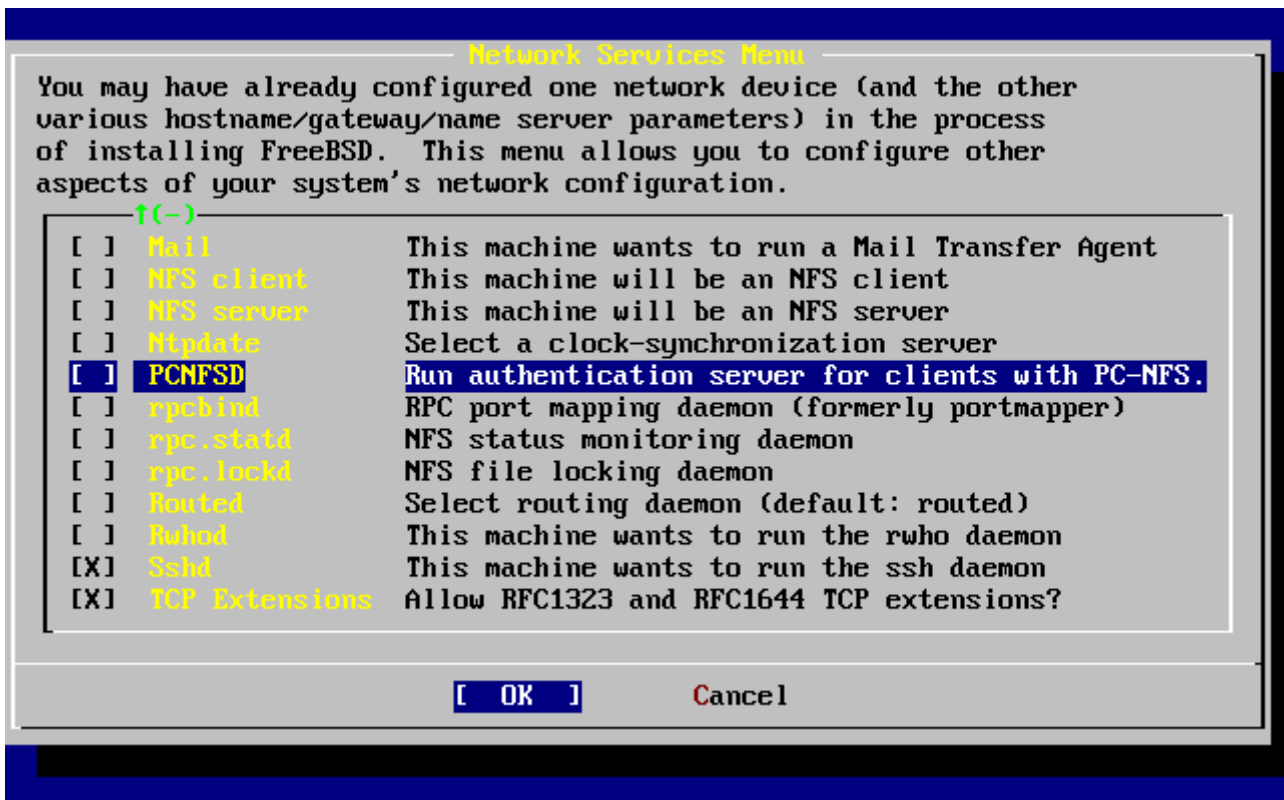 Network Services Menu
You may have already configured one network device (and the other
various hostname/gateway/name server parameters) in the process
of installing FreeBSD.  This menu allows you to configure other
aspects of your system's network configuration.
↑(-)
[ ] Mail This machine wants to run a Mail Transfer Agent
[ ] NFS client This machine will be an NFS client
[ ] NFS server This machine will be an NFS server
[ ] Ntpdate Select a clock-synchronization server
[ ] PCNFSD Run authentication server for clients with PC-NFS.
[ ] rpcbind RPC port mapping daemon (formerly portmapper)
[ ] rpc.statd NFS status monitoring daemon
[ ] rpc.lockd NFS file locking daemon
[ ] Routed Select routing daemon (default: routed)
[ ] Rwhod This machine wants to run the rwho daemon
[X] Sshd This machine wants to run the ssh daemon
[X] TCP Extensions Allow RFC1323 and RFC1644 TCP extensions?
[ OK ] Cancel